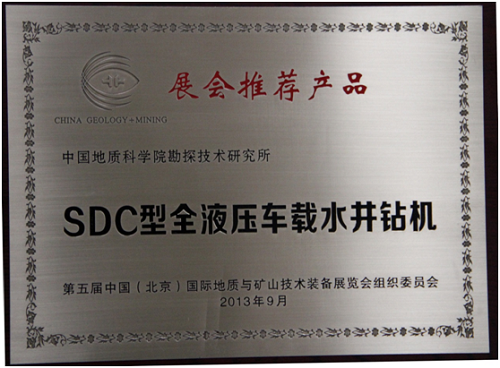 展会推荐产品
CHINA GEOLOGY & MINING
中国地质科学院勘探技术研究所
SDC型全液压车载水井钻机
第五届中国（北京）国际地质与矿山技术装备展览会组织委员会
2013年9月